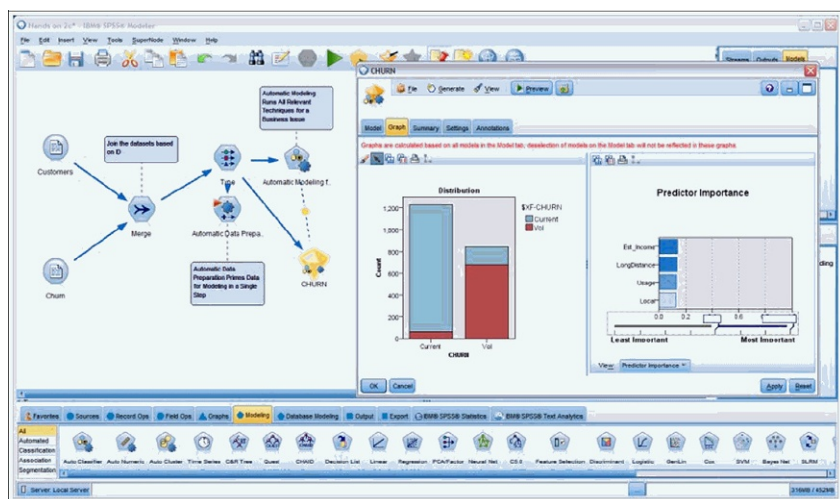 Hands on 2c* - IBM® SPSS® Modeler
File Edit Insert View Tools SuperNode Window Help
Streams Outputs Models
CHURN
File Generate View Preview
Model Graph Summary Settings Annotations
Graphs are calculated based on all models in the Model tab, deselection of models on the Model tab will not be reflected in these graphs
Automatic Modeling
Runs All Relevant
Techniques for a
Business Issue
Join the datasets based
on ID
Customers
Type
Automatic Modeling f...
Merge
Automatic Data Prepa...
Churn
CHURN
Automatic Data
Preparation Primes Data
for Modeling in a Single
Step
Distribution
$XF-CHURN
Current
Vol
1,200
1,000
800
600
400
200
0
Count
Current Vol
CHURN
Predictor Importance
Est_Income
LongDistance
Usage
Local
0.0 0.2 0.4 0.6 0.8
Least Important Most Important
View: Predictor Importance
OK Cancel Apply Reset
Favorites Sources Record Ops Field Ops Graphs Modeling Database Modeling Output Export IBM® SPSS® Statistics IBM® SPSS® Text Analytics
All
Automated
Classification
Association
Segmentation
Auto Classifier Auto Numeric Auto Cluster Time Series C&R Tree Quest CHAID Decision List Linear Regression PCA/Factor Neural Net C5.0 Feature Selection Discriminant Logistic GenLin Cox SVM Bayes Net SLRM
Server: Local Server
316MB / 452MB